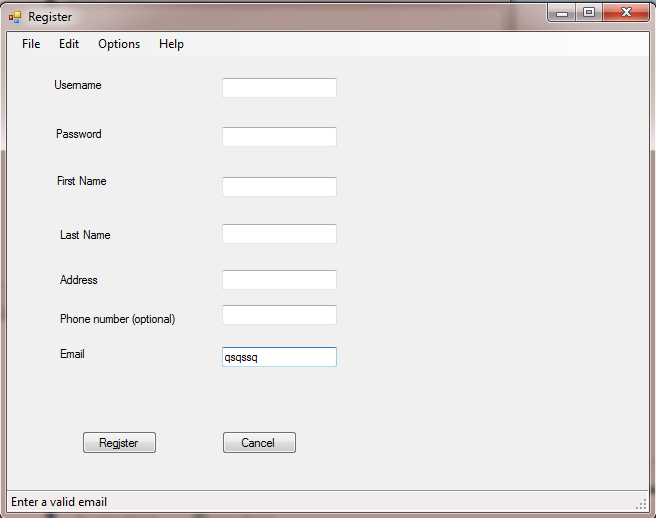 Register
File Edit Options Help
Username
Password
First Name
Last Name
Address
Phone number (optional)
Email qsqssq
Register Cancel
Enter a valid email